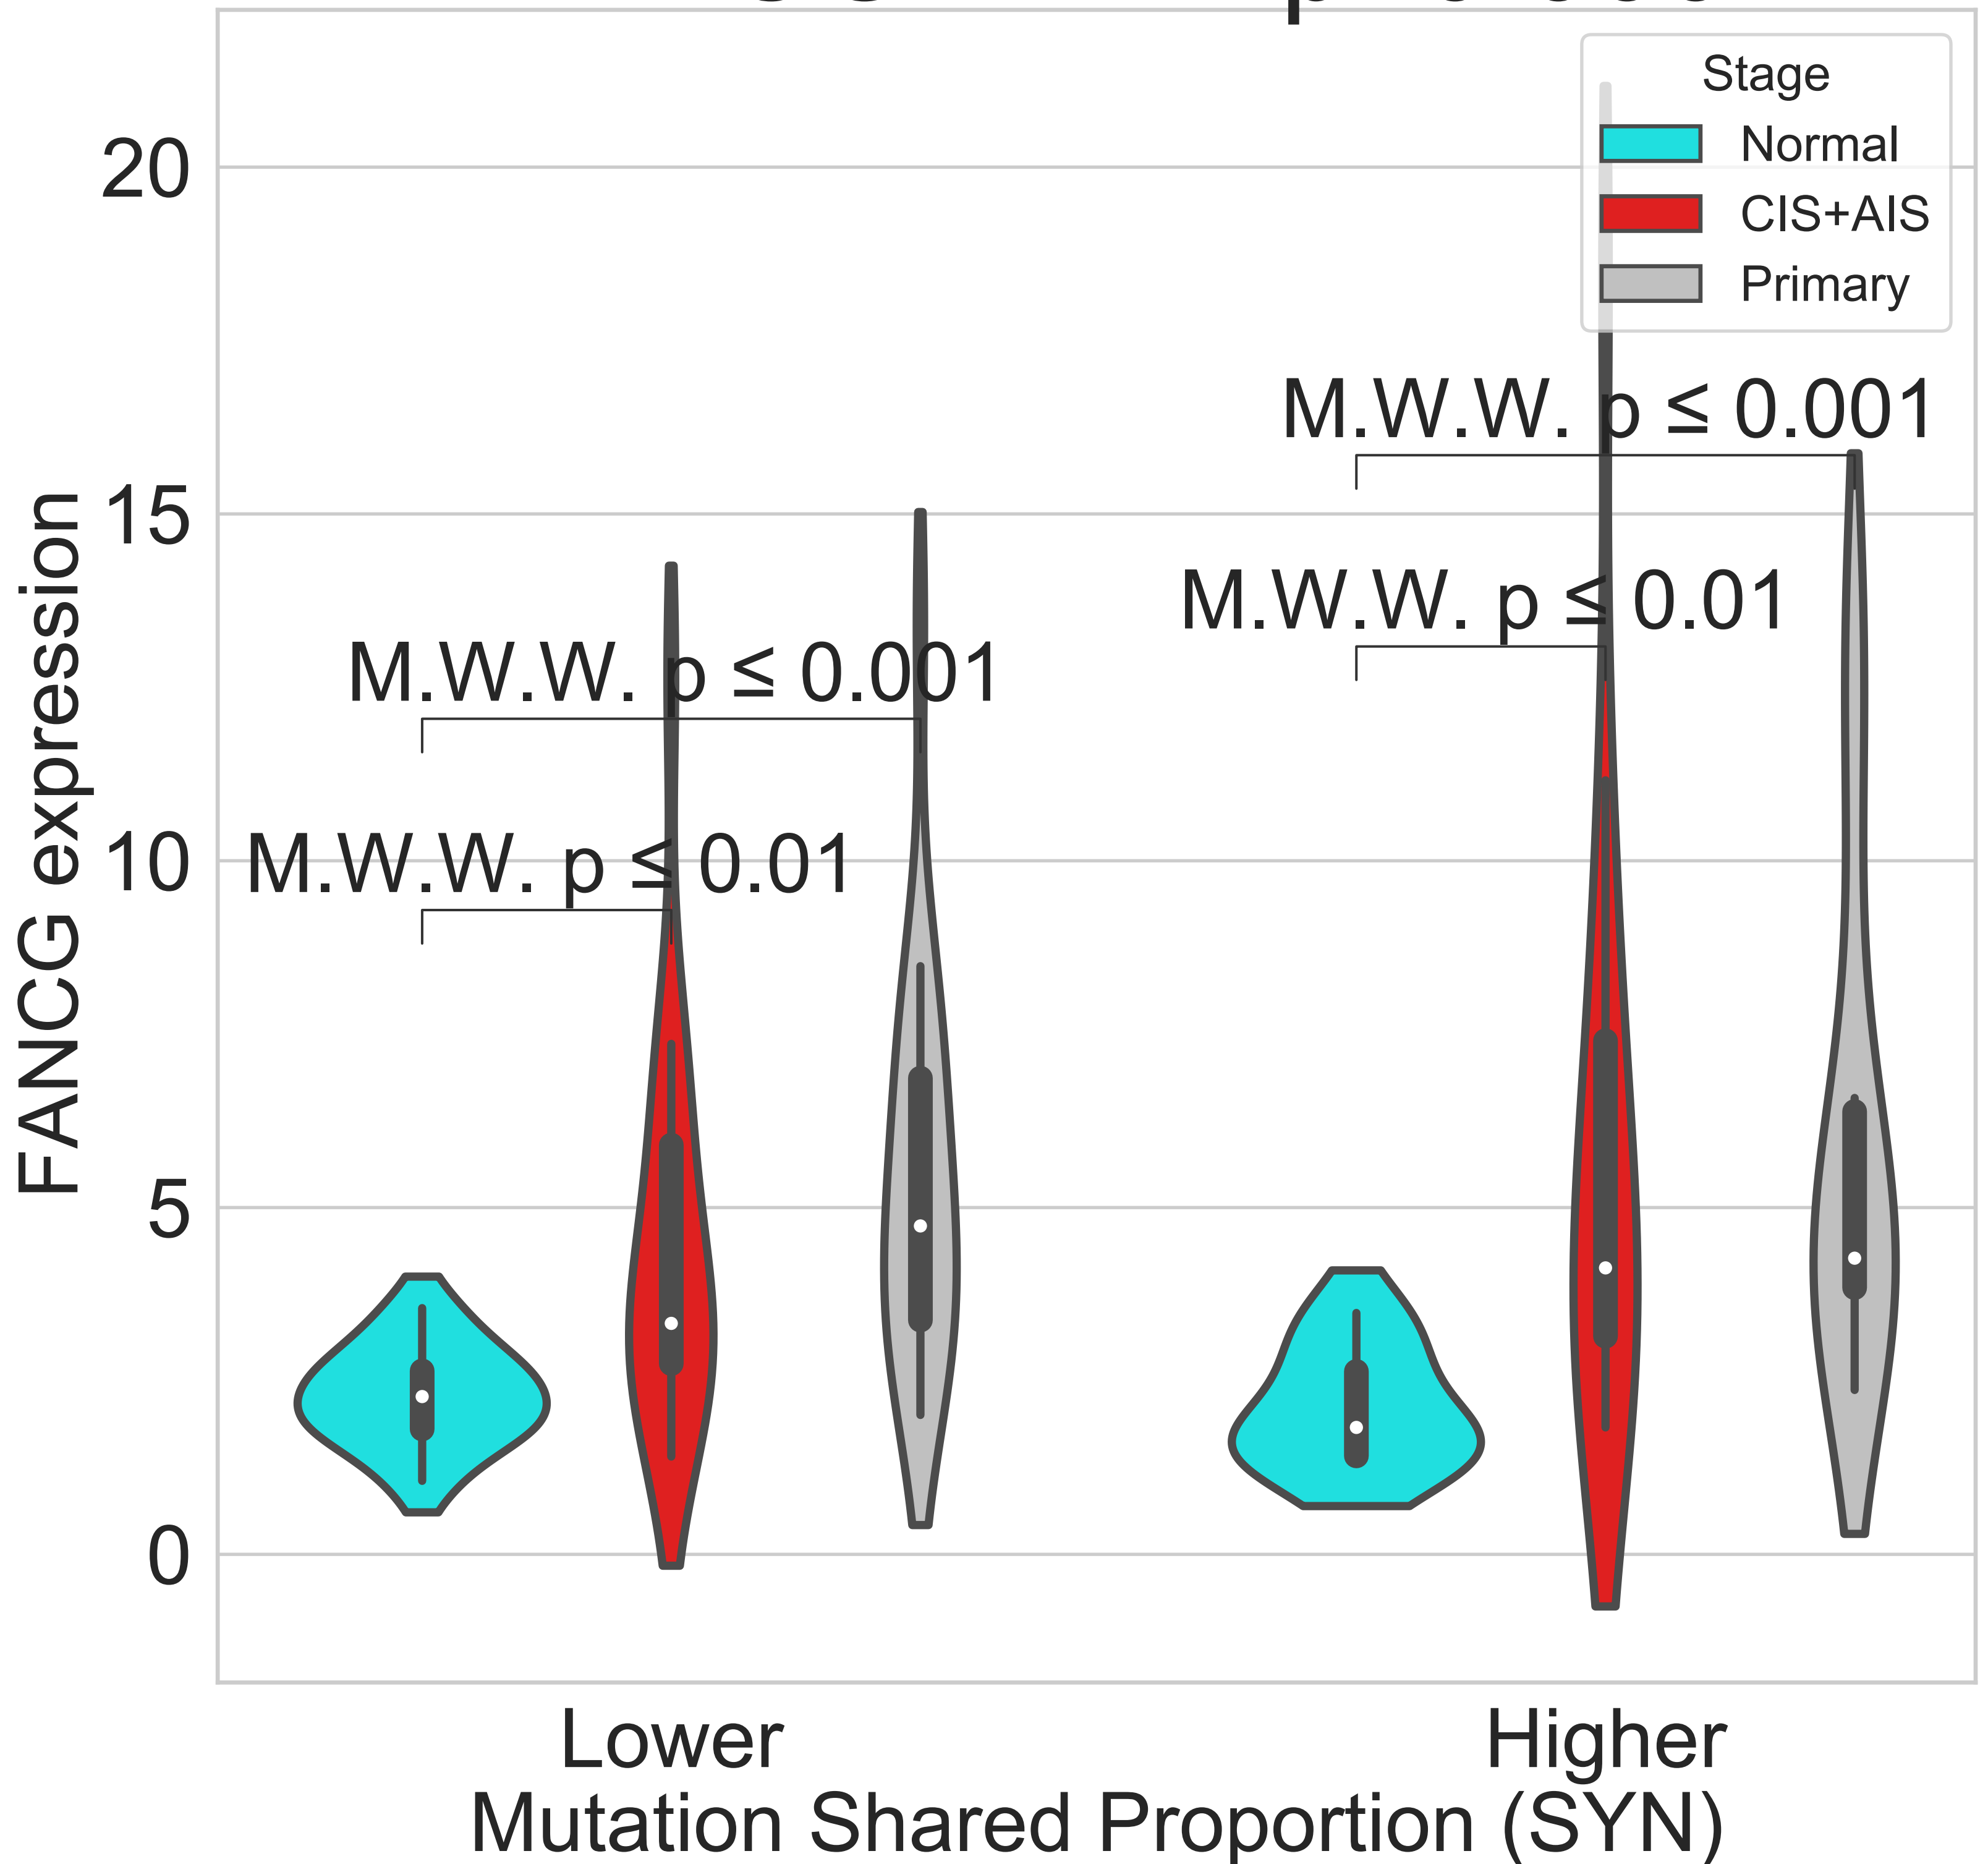 Stage
Normal
CIS+AIS
Primary
20
15
10
5
0
FANCG expression
M.W.W. p ≤ 0.001
M.W.W. p ≤ 0.01
M.W.W. p ≤ 0.001
M.W.W. p ≤ 0.01
Lower
Higher
Mutation Shared Proportion (SYN)